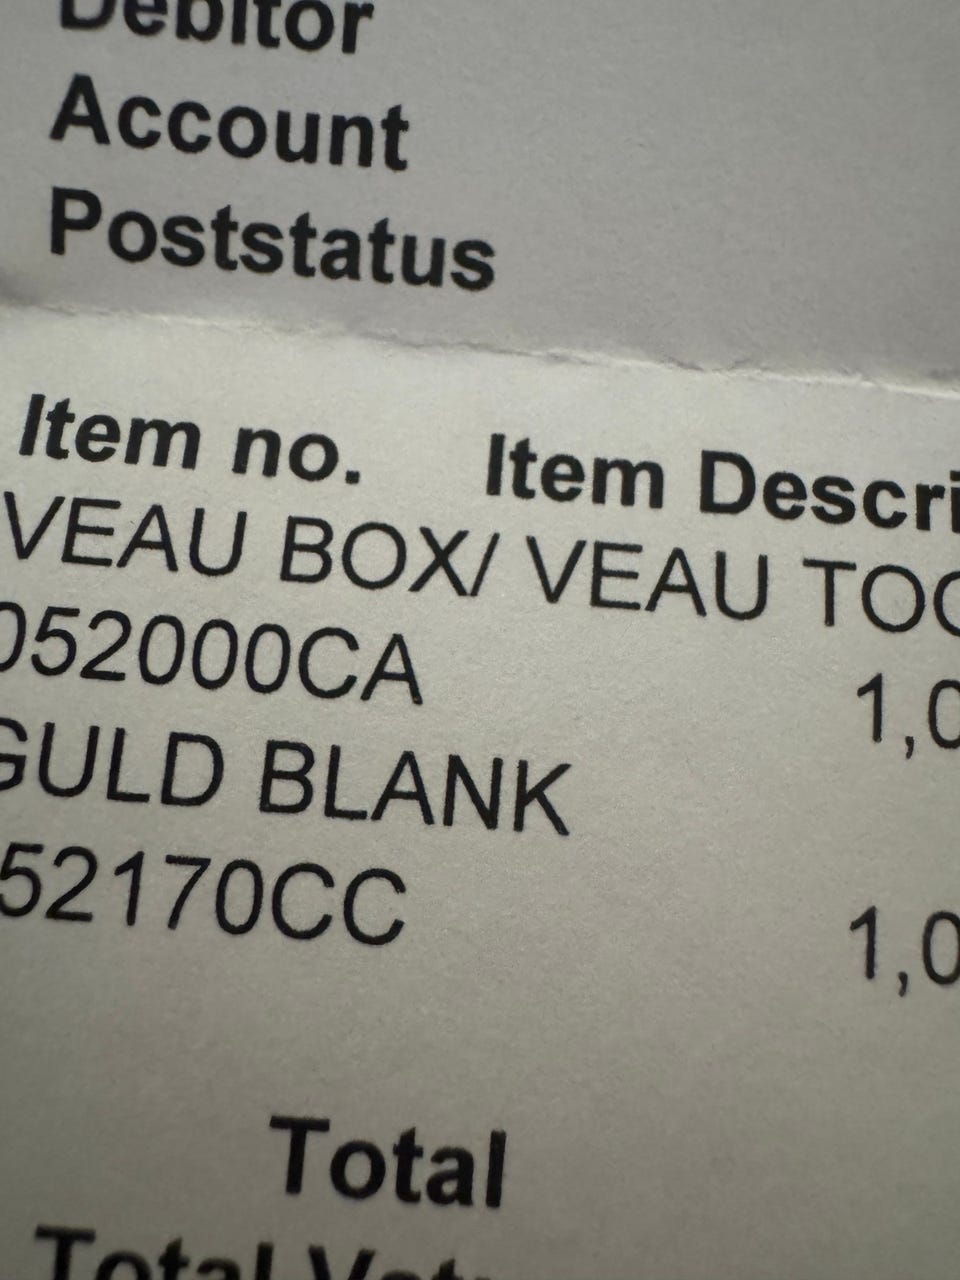 Debitor
Account
Poststatus
Item no. Item Descri
VEAU BOX/ VEAU TOC
052000CA 1,0
GULD BLANK
52170CC 1,0
Total
Total